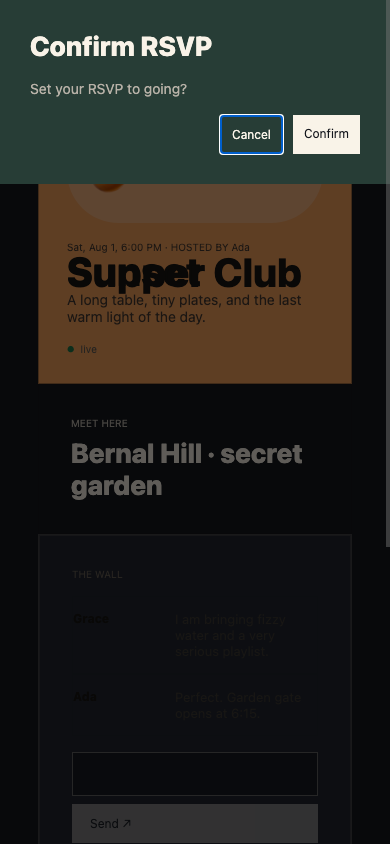 Confirm RSVP
Set your RSVP to going?
Cancel
Confirm
Sat, Aug 1, 6:00 PM · HOSTED BY Ada
Club
A long table, tiny plates, and the last
warm light of the day.
live
MEET HERE
Bernal Hill · secret
garden
THE WALL
Grace
I am bringing fizzy
water and a very
serious playlist.
Ada
Perfect. Garden gate
opens at 6:15.
Send ↗